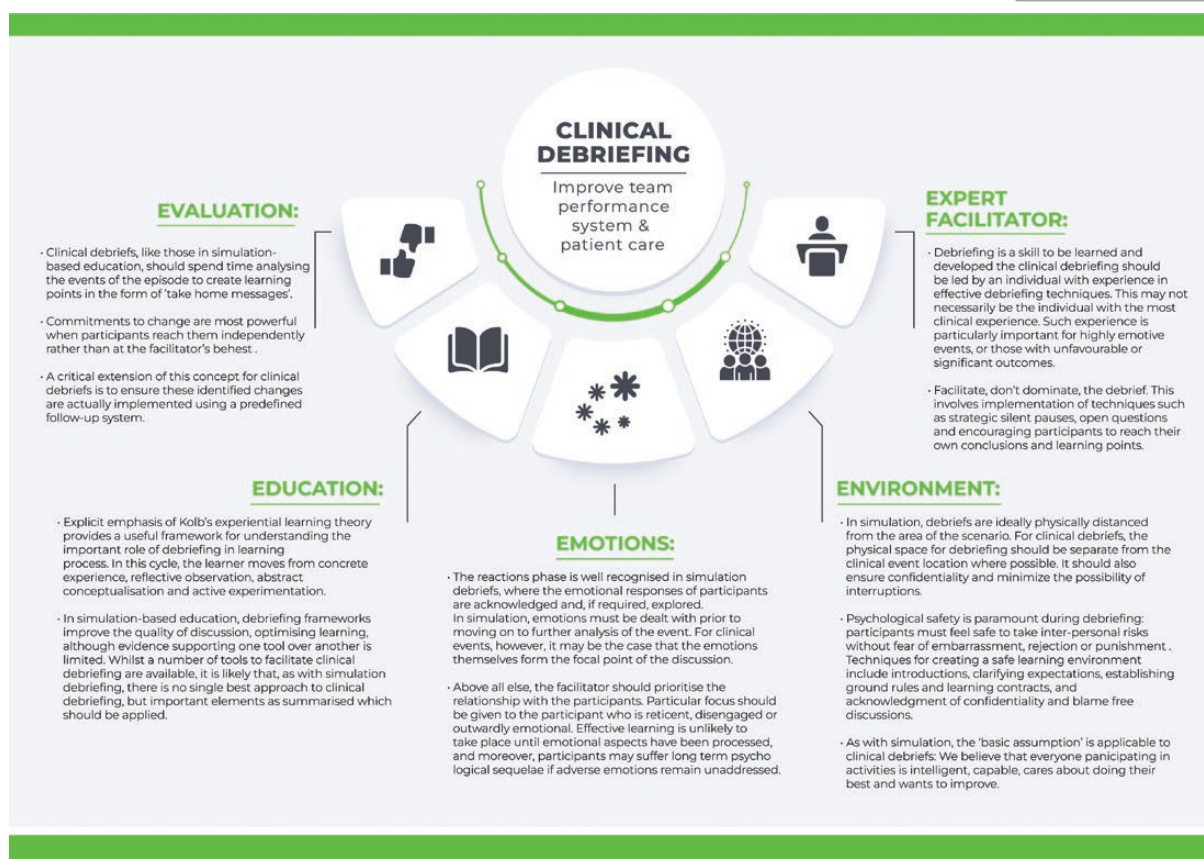 CLINICAL
DEBRIEFING
Improve team
performance
system &
patient care
EVALUATION:
· Clinical debriefs, like those in simulation-
based education, should spend time analysing
the events of the episode to create learning
points in the form of 'take home messages'.
· Commitments to change are most powerful
when participants reach them independently
rather than at the facilitator's behest .
· A critical extension of this concept for clinical
debriefs is to ensure these identified changes
are actually implemented using a predefined
follow-up system.
EDUCATION:
· Explicit emphasis of Kolb's experiential learning theory
provides a useful framework for understanding the
important role of debriefing in learning
process. In this cycle, the learner moves from concrete
experience, reflective observation, abstract
conceptualisation and active experimentation.
· In simulation-based education, debriefing frameworks
improve the quality of discussion, optimising learning,
although evidence supporting one tool over another is
limited. Whilst a number of tools to facilitate clinical
debriefing are available, it is likely that, as with simulation
debriefing, there is no single best approach to clinical
debriefing, but important elements as summarised which
should be applied.
EMOTIONS:
· The reactions phase is well recognised in simulation
debriefs, where the emotional responses of participants
are acknowledged and, if required, explored.
In simulation, emotions must be dealt with prior to
moving on to further analysis of the event. For clinical
events, however, it may be the case that the emotions
themselves form the focal point of the discussion.
· Above all else, the facilitator should prioritise the
relationship with the participants. Particular focus should
be given to the participant who is reticent, disengaged or
outwardly emotional. Effective learning is unlikely to
take place until emotional aspects have been processed,
and moreover, participants may suffer long term psycho
logical sequelae if adverse emotions remain unaddressed.
ENVIRONMENT:
· In simulation, debriefs are ideally physically distanced
from the area of the scenario. For clinical debriefs, the
physical space for debriefing should be separate from the
clinical event location where possible. It should also
ensure confidentiality and minimize the possibility of
interruptions.
· Psychological safety is paramount during debriefing:
participants must feel safe to take inter-personal risks
without fear of embarrassment, rejection or punishment .
Techniques for creating a safe learning environment
include introductions, clarifying expectations, establishing
ground rules and learning contracts, and
acknowledgment of confidentiality and blame free
discussions.
· As with simulation, the 'basic assumption' is applicable to
clinical debriefs: We believe that everyone panicipating in
activities is intelligent, capable, cares about doing their
best and wants to improve.
EXPERT
FACILITATOR:
· Debriefing is a skill to be learned and
developed the clinical debriefing should
be led by an individual with experience in
effective debriefing techniques. This may not
necessarily be the individual with the most
clinical experience. Such experience is
particularly important for highly emotive
events, or those with unfavourable or
significant outcomes.
· Facilitate, don't dominate, the debrief. This
involves implementation of techniques such
as strategic silent pauses, open questions
and encouraging participants to reach their
own conclusions and learning points.